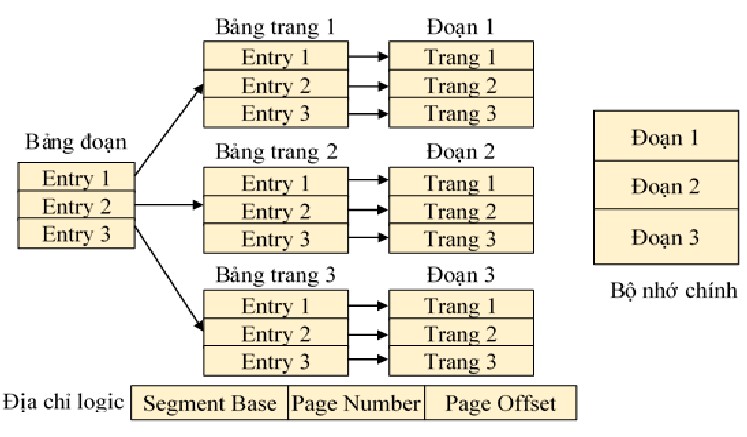 Bảng trang 1
Đoạn 1
Entry 1
Trang 1
Entry 2
Trang 2
Entry 3
Trang 3
Bảng đoạn
Entry 1
Entry 2
Entry 3
Bảng trang 2
Đoạn 2
Entry 1
Trang 1
Entry 2
Trang 2
Entry 3
Trang 3
Bảng trang 3
Đoạn 3
Entry 1
Trang 1
Entry 2
Trang 2
Entry 3
Trang 3
Đoạn 1
Đoạn 2
Đoạn 3
Bộ nhớ chính
Địa chỉ logic Segment Base Page Number Page Offset